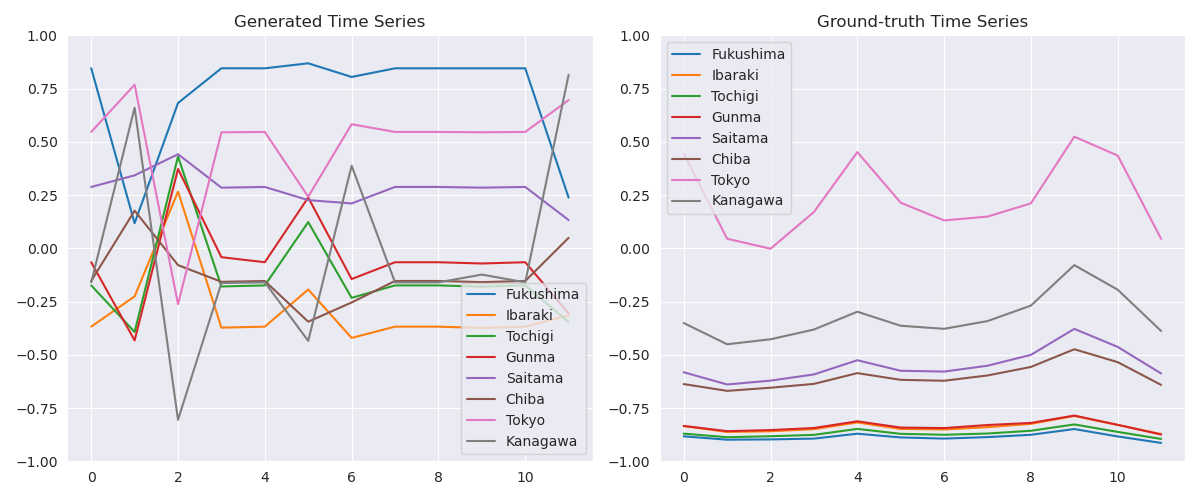 Generated Time Series
1.00
0.75
0.50
0.25
0.00
−0.25
−0.50
−0.75
−1.00
0
2
4
6
8
10
Fukushima
Ibaraki
Tochigi
Gunma
Saitama
Chiba
Tokyo
Kanagawa
Ground-truth Time Series
1.00
0.75
0.50
0.25
0.00
−0.25
−0.50
−0.75
−1.00
0
2
4
6
8
10
Fukushima
Ibaraki
Tochigi
Gunma
Saitama
Chiba
Tokyo
Kanagawa